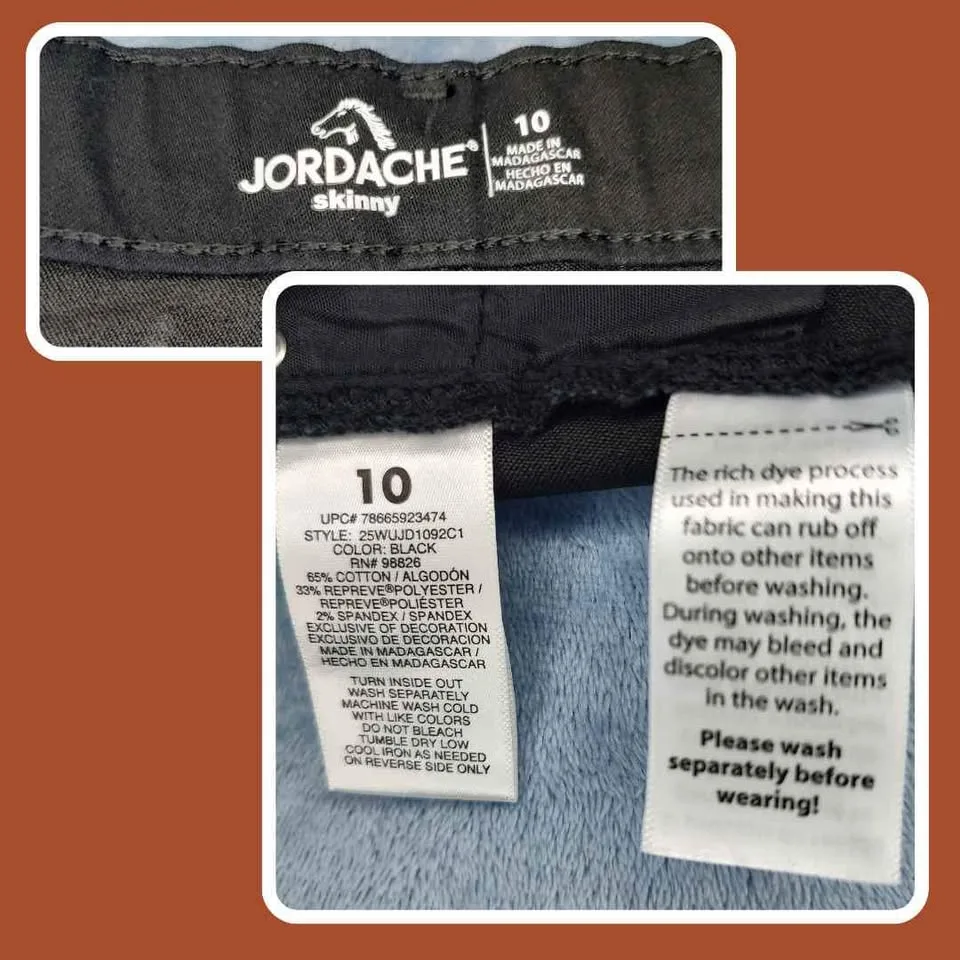 JORDACHE®
skinny
10
MADE IN
MADAGASCAR
HECHO EN
MADAGASCAR
10
UPC# 78665923474
STYLE: 25WUJD1092C1
COLOR: BLACK
RN# 98826
65% COTTON / ALGODÓN
33% REPREVE®POLYESTER /
REPREVE®POLIÉSTER
2% SPANDEX / SPANDEX
EXCLUSIVE OF DECORATION
EXCLUSIVO DE DECORACION
MADE IN MADAGASCAR /
HECHO EN MADAGASCAR
TURN INSIDE OUT
WASH SEPARATELY
MACHINE WASH COLD
WITH LIKE COLORS
DO NOT BLEACH
TUMBLE DRY LOW
COOL IRON AS NEEDED
ON REVERSE SIDE ONLY
The rich dye process
used in making this
fabric can rub off
onto other items
before washing.
During washing, the
dye may bleed and
discolor other items
in the wash.
Please wash
separately before
wearing!